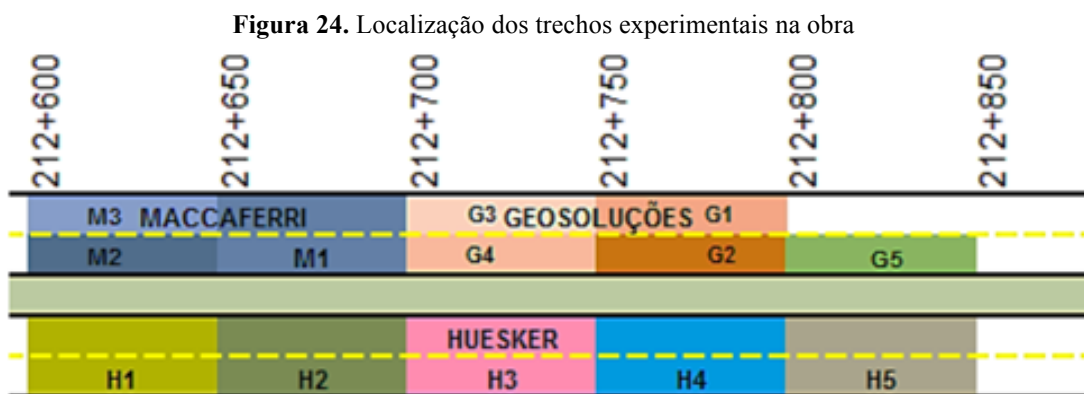 Figura 24. Localização dos trechos experimentais na obra
212+600 212+650 212+700 212+750 212+800 212+850
M3 MACCAFERRI G3 GEOSOLUÇÕES G1
M2 M1 G4 G2 G5
HUESKER
H1 H2 H3 H4 H5